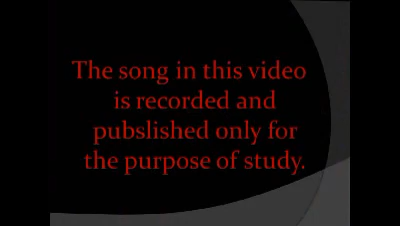 The song in this video
is recorded and
pubslished only for
the purpose of study.